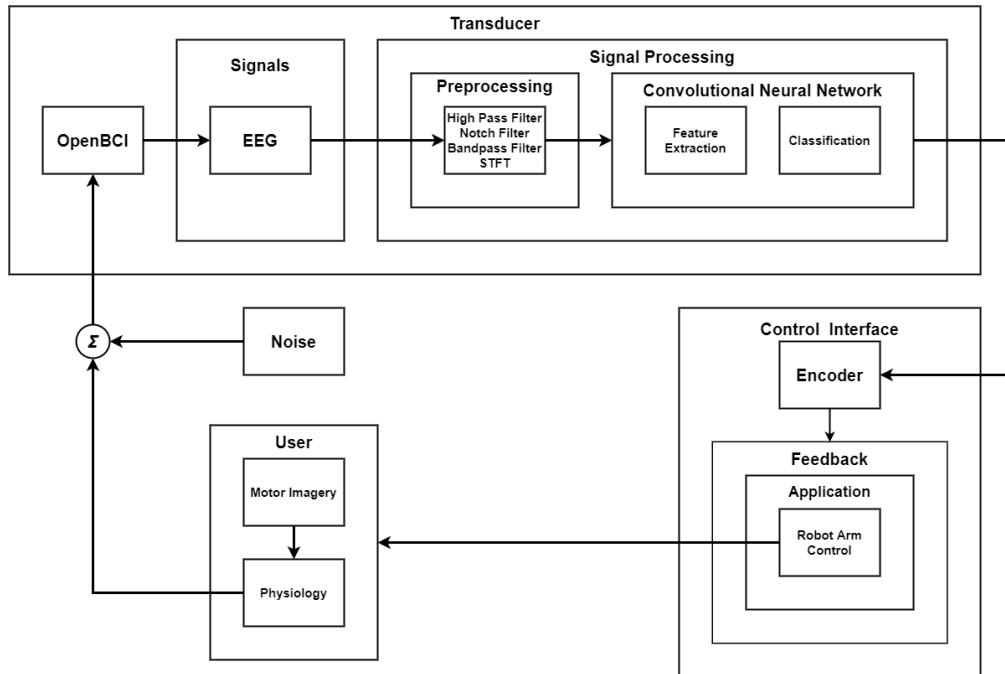 Transducer
Signals
Signal Processing
Preprocessing
Convolutional Neural Network
OpenBCI
EEG
High Pass Filter
Notch Filter
Bandpass Filter
STFT
Feature
Extraction
Classification
Σ
Noise
Control Interface
Encoder
User
Motor Imagery
Physiology
Feedback
Application
Robot Arm
Control